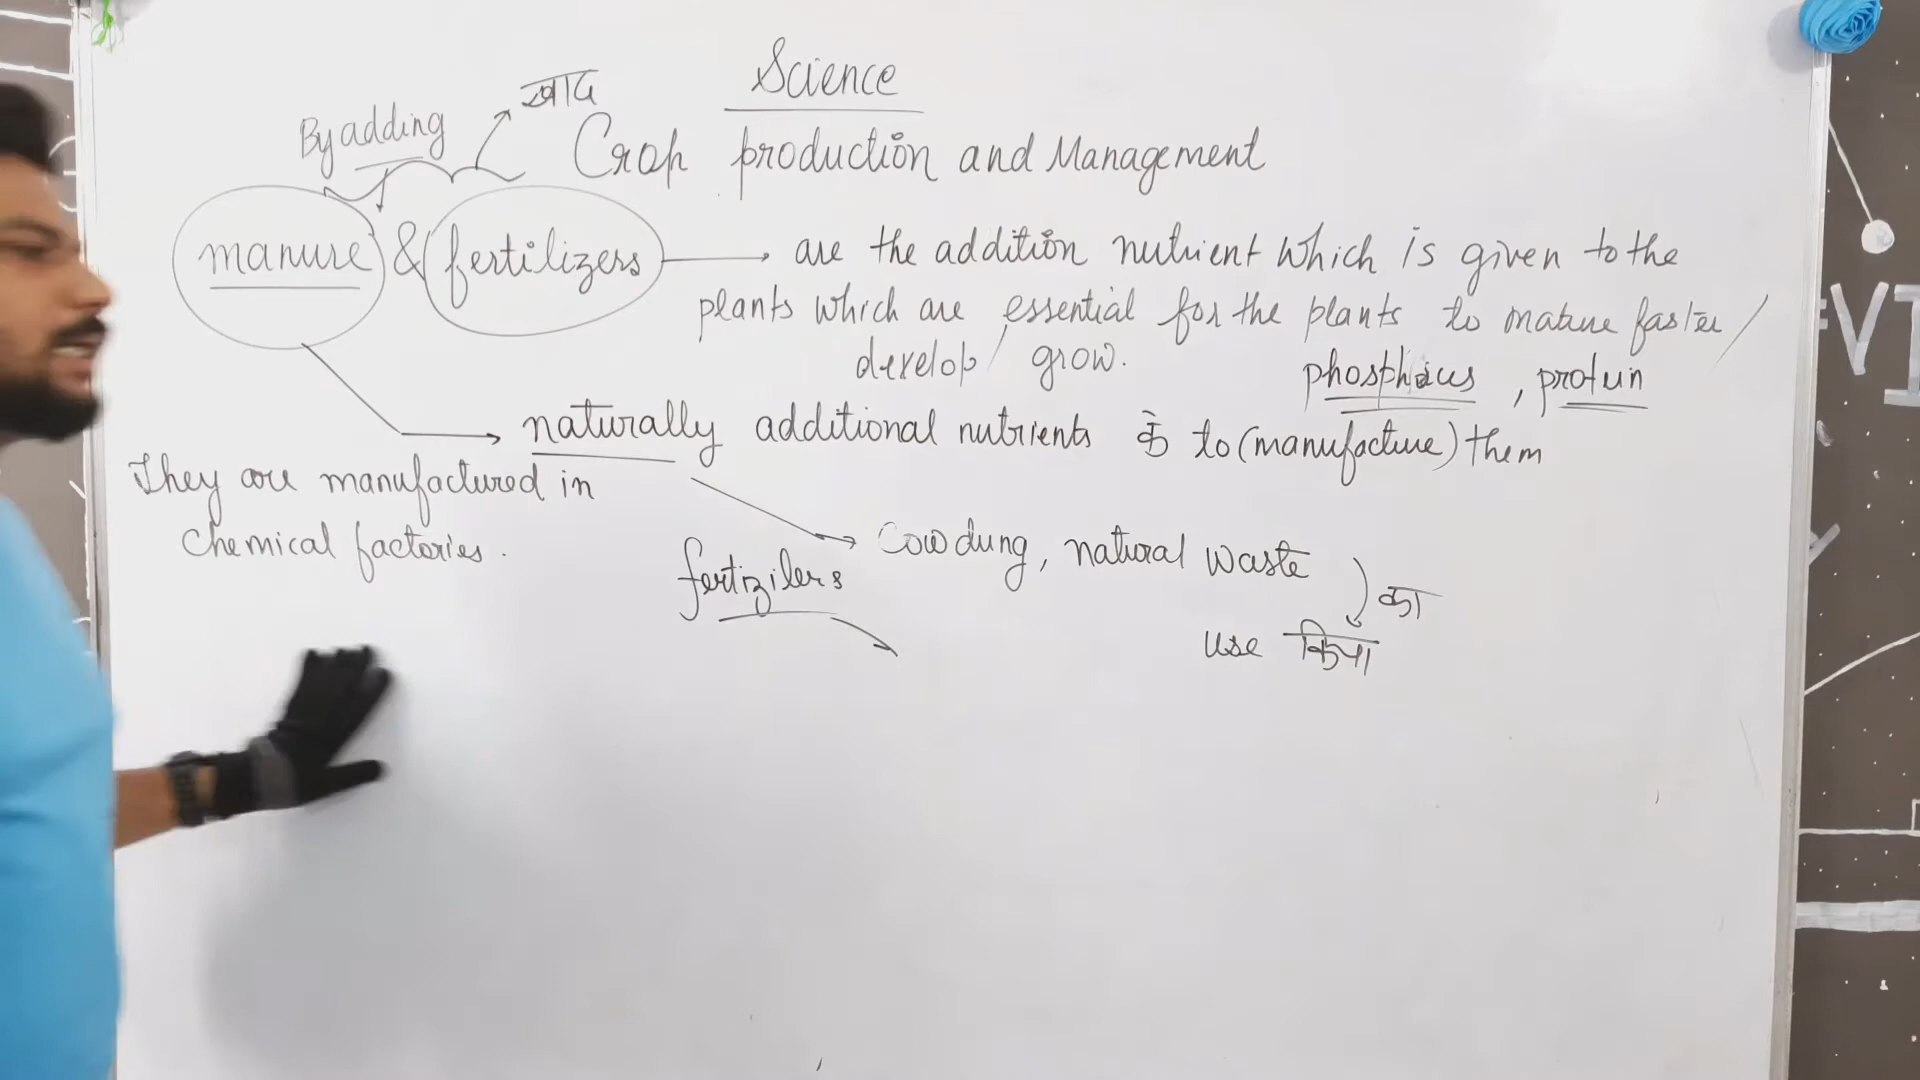 Science
By adding
खाद
Crop production and Management
manure & fertilizers → are the addition nutrient which is given to the
plants which are essential for the plants to mature faster/
develop/ grow.
phosphorus, protein
naturally additional nutrients को to (manufacture) them
They are manufactured in
chemical factories.
cow dung, natural waste
fertizilers
का
use किया
VI